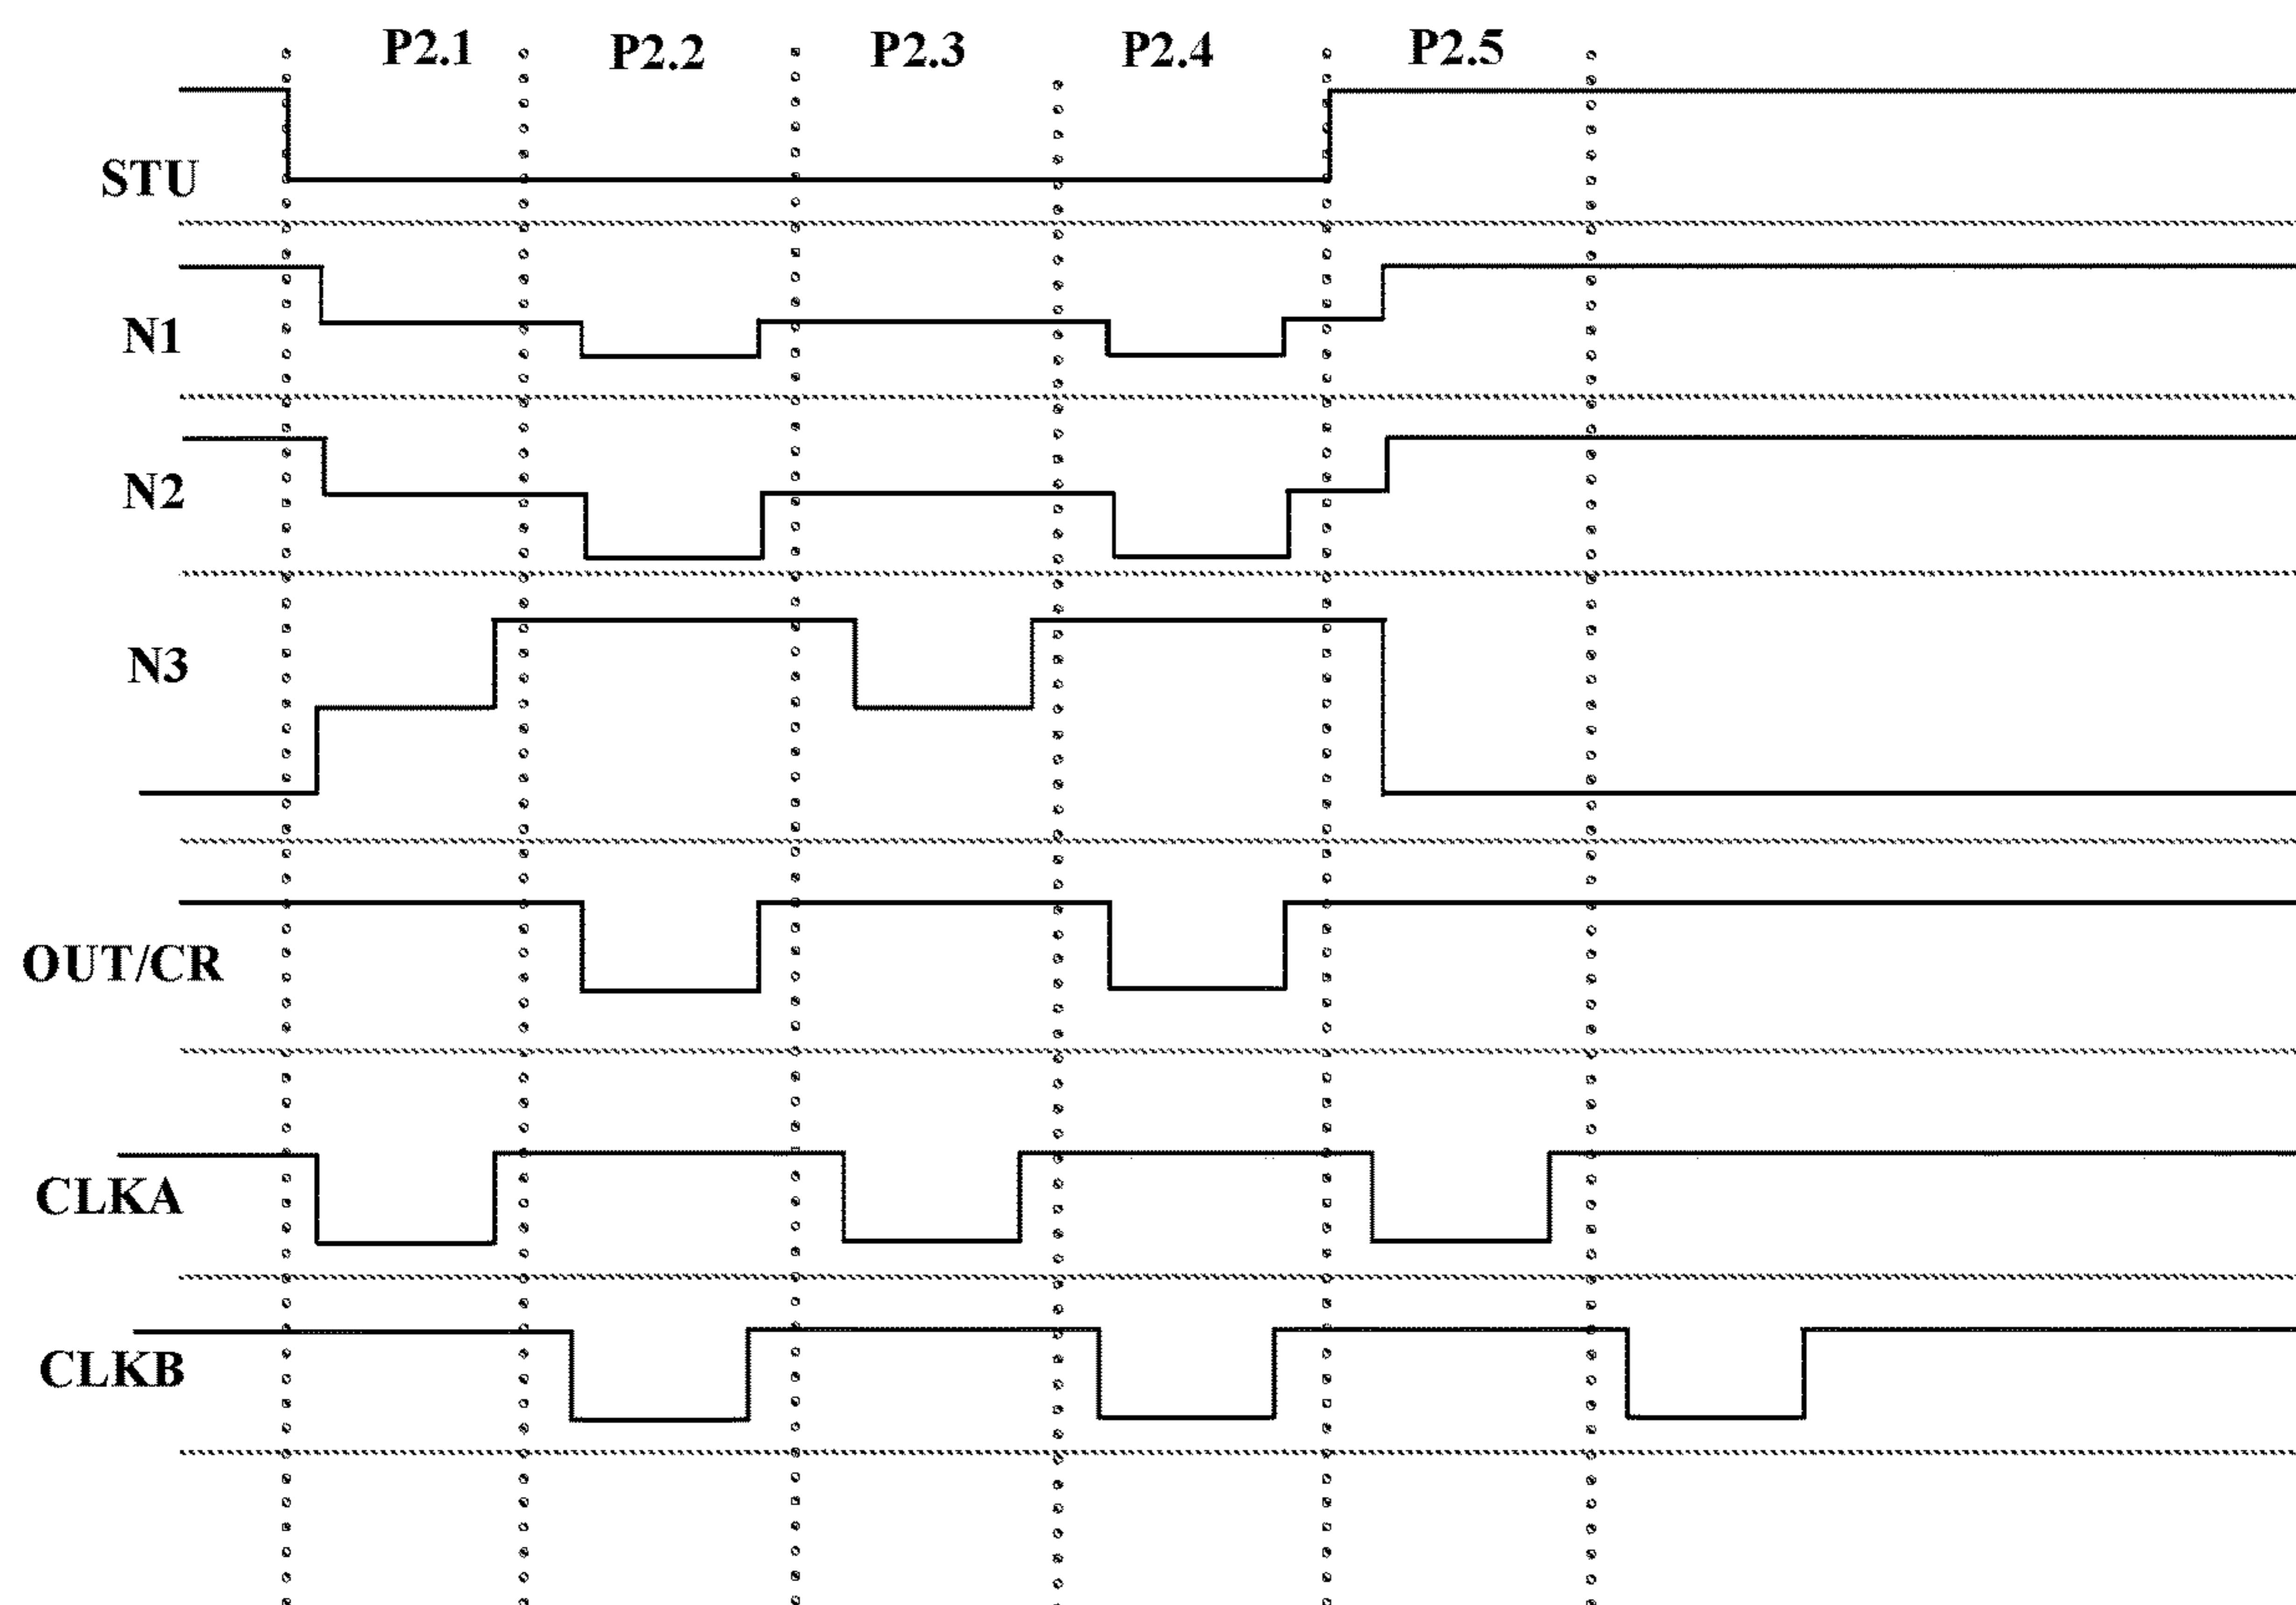 P2.1 P2.2 P2.3 P2.4 P2.5
STU
N1
N2
N3
OUT/CR
CLKA
CLKB